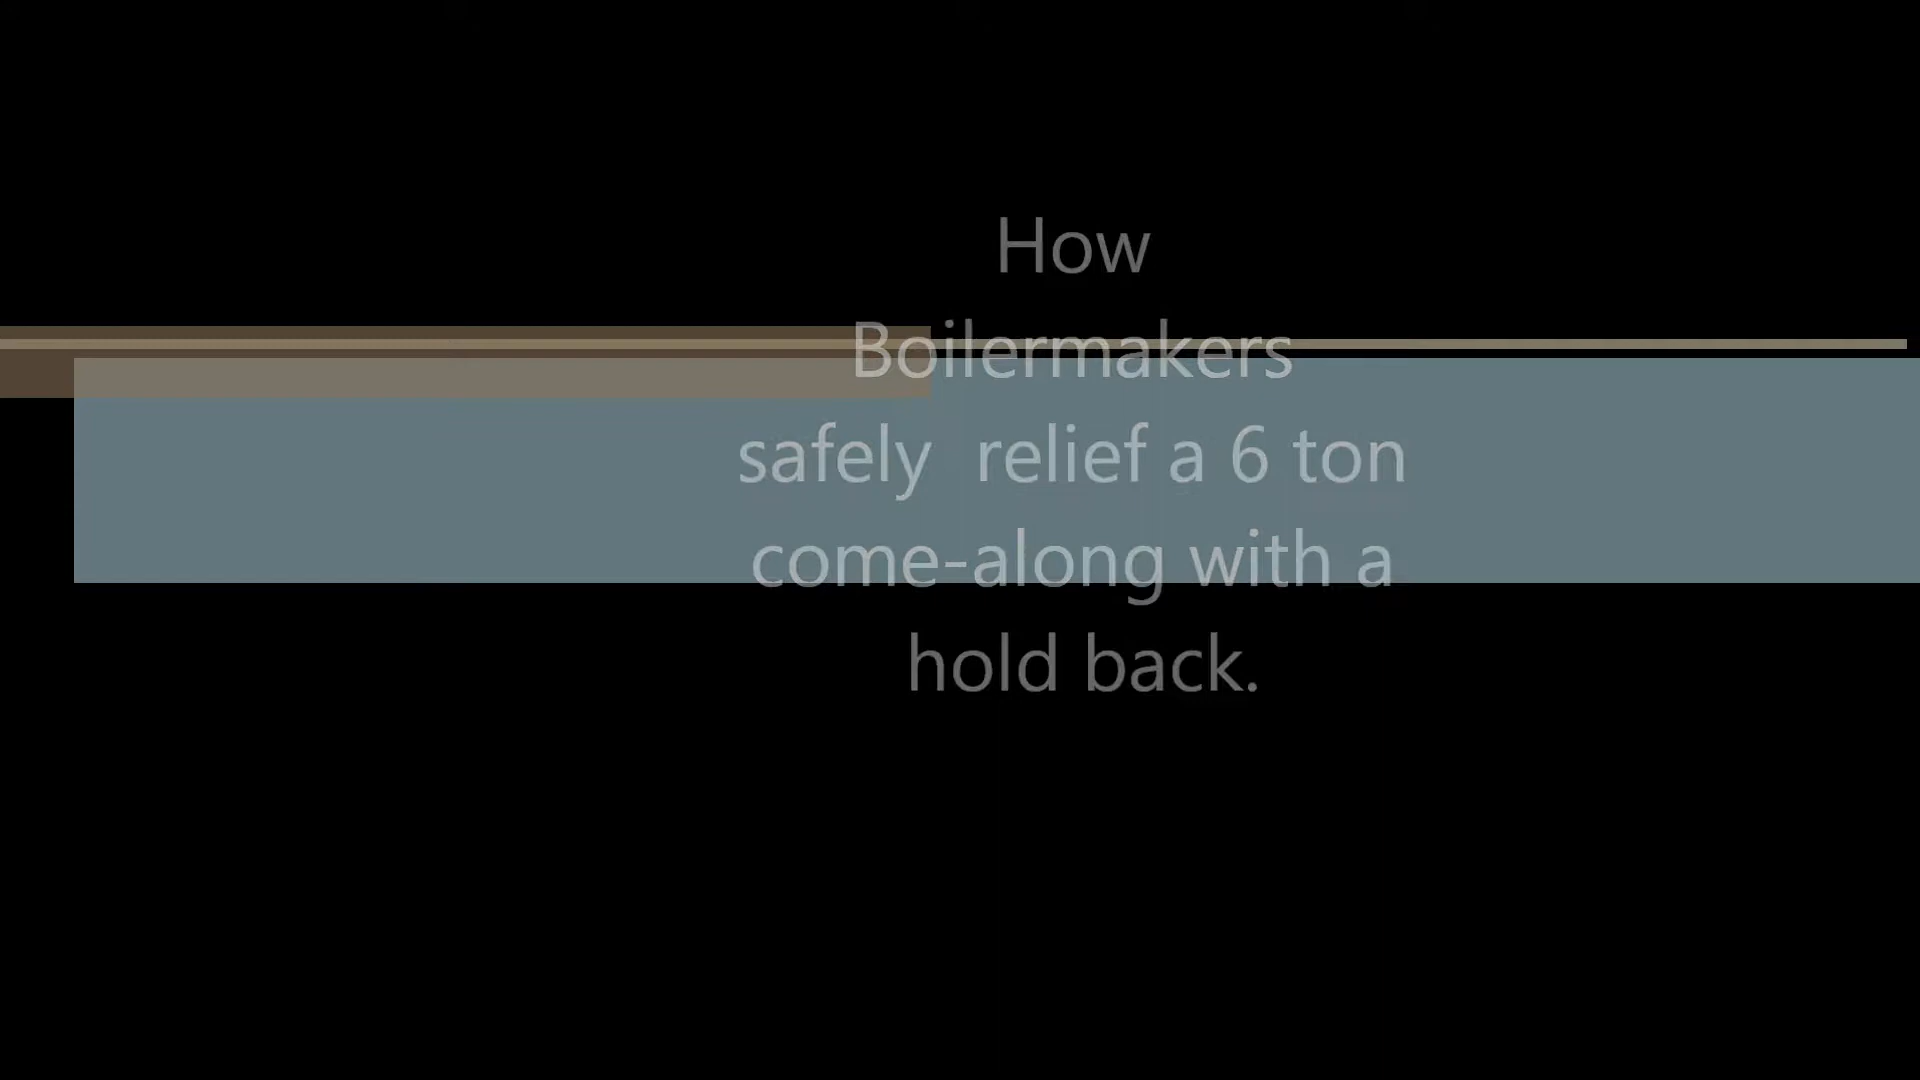 How
Boilermakers
safely  relief a 6 ton
come-along with a
hold back.